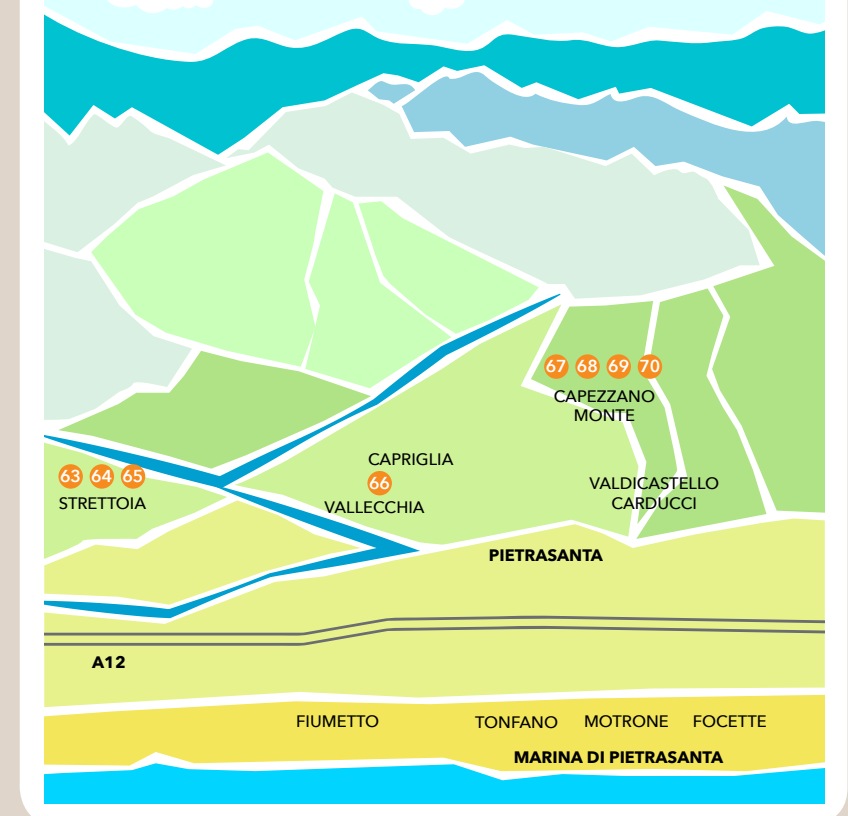 67 68 69 70
CAPEZZANO
MONTE
CAPRIGLIA
63 64 65
66
VALDICASTELLO
CARDUCCI
STRETTOIA
VALLECCHIA
PIETRASANTA
A12
FIUMETTO
TONFANO
MOTRONE
FOCETTE
MARINA DI PIETRASANTA